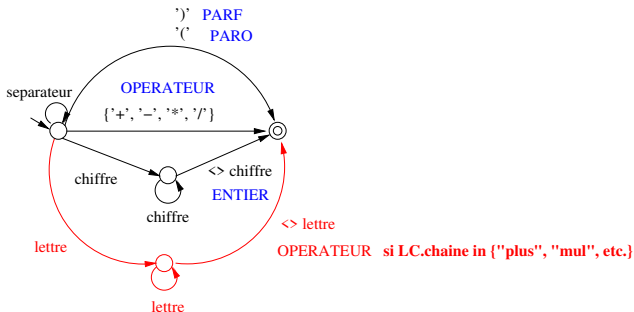 ')' PARF
'(' PARO
separateur
OPERATEUR
{'+', '−', '*', '/'}
chiffre
<> chiffre
chiffre
ENTIER
<> lettre
lettre
OPERATEUR si LC.chaine in {"plus", "mul", etc.}
lettre